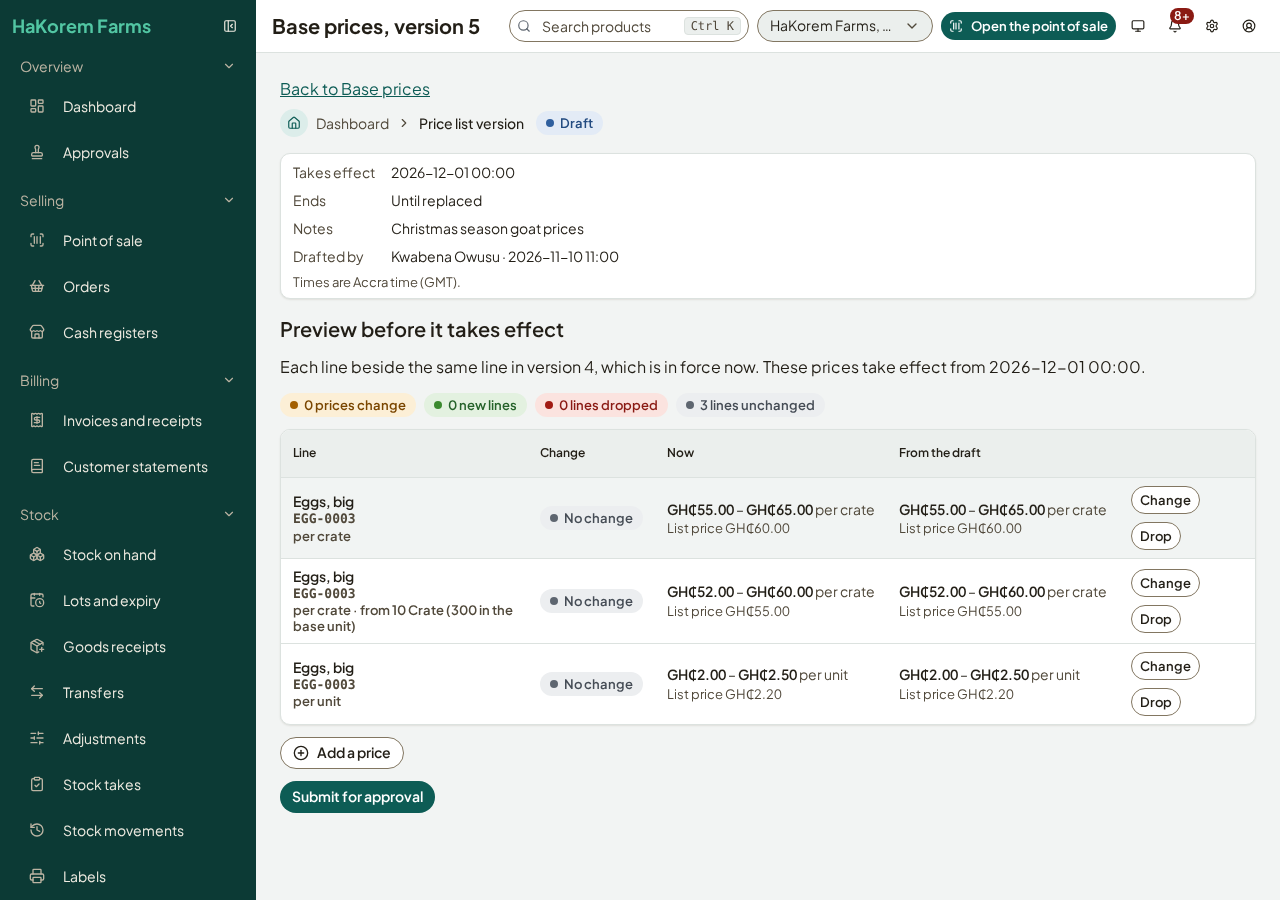 HaKorem Farms
Base prices, version 5
Search products
Ctrl K
HaKorem Farms, ...
Open the point of sale
8+
Overview
Dashboard
Approvals
Selling
Point of sale
Orders
Cash registers
Billing
Invoices and receipts
Customer statements
Stock
Stock on hand
Lots and expiry
Goods receipts
Transfers
Adjustments
Stock takes
Stock movements
Labels
Back to Base prices
Dashboard
Price list version
Draft
Takes effect 2026-12-01 00:00
Ends Until replaced
Notes Christmas season goat prices
Drafted by Kwabena Owusu · 2026-11-10 11:00
Times are Accra time (GMT).
Preview before it takes effect
Each line beside the same line in version 4, which is in force now. These prices take effect from 2026-12-01 00:00.
0 prices change
0 new lines
0 lines dropped
3 lines unchanged
Line Change Now From the draft
Eggs, big
EGG-0003
per crate
No change
GH₵55.00 – GH₵65.00 per crate
List price GH₵60.00
GH₵55.00 – GH₵65.00 per crate
List price GH₵60.00
Change
Drop
Eggs, big
EGG-0003
per crate · from 10 Crate (300 in the
base unit)
No change
GH₵52.00 – GH₵60.00 per crate
List price GH₵55.00
GH₵52.00 – GH₵60.00 per crate
List price GH₵55.00
Change
Drop
Eggs, big
EGG-0003
per unit
No change
GH₵2.00 – GH₵2.50 per unit
List price GH₵2.20
GH₵2.00 – GH₵2.50 per unit
List price GH₵2.20
Change
Drop
Add a price
Submit for approval